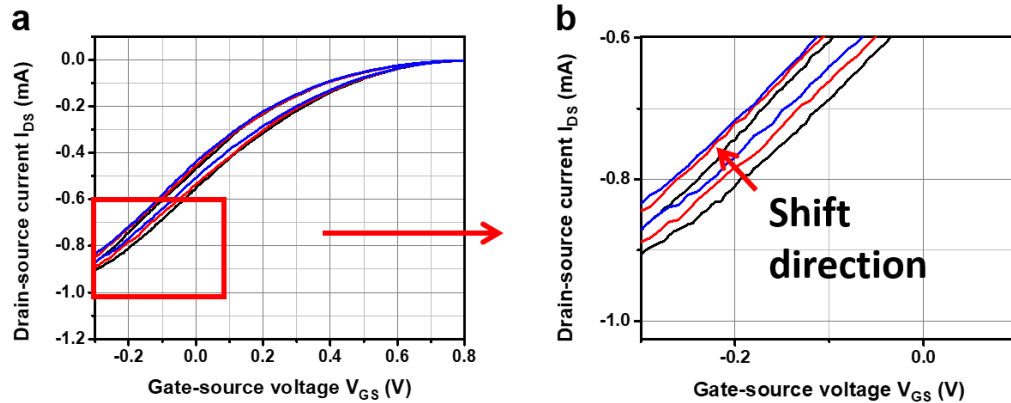 a
Drain-source current I_DS (mA)
0.0
-0.2
-0.4
-0.6
-0.8
-1.0
-1.2
-0.2 0.0 0.2 0.4 0.6 0.8
Gate-source voltage V_GS (V)
b
Drain-source current I_DS (mA)
-0.6
-0.8
-1.0
Shift
direction
-0.2 0.0
Gate-source voltage V_GS (V)